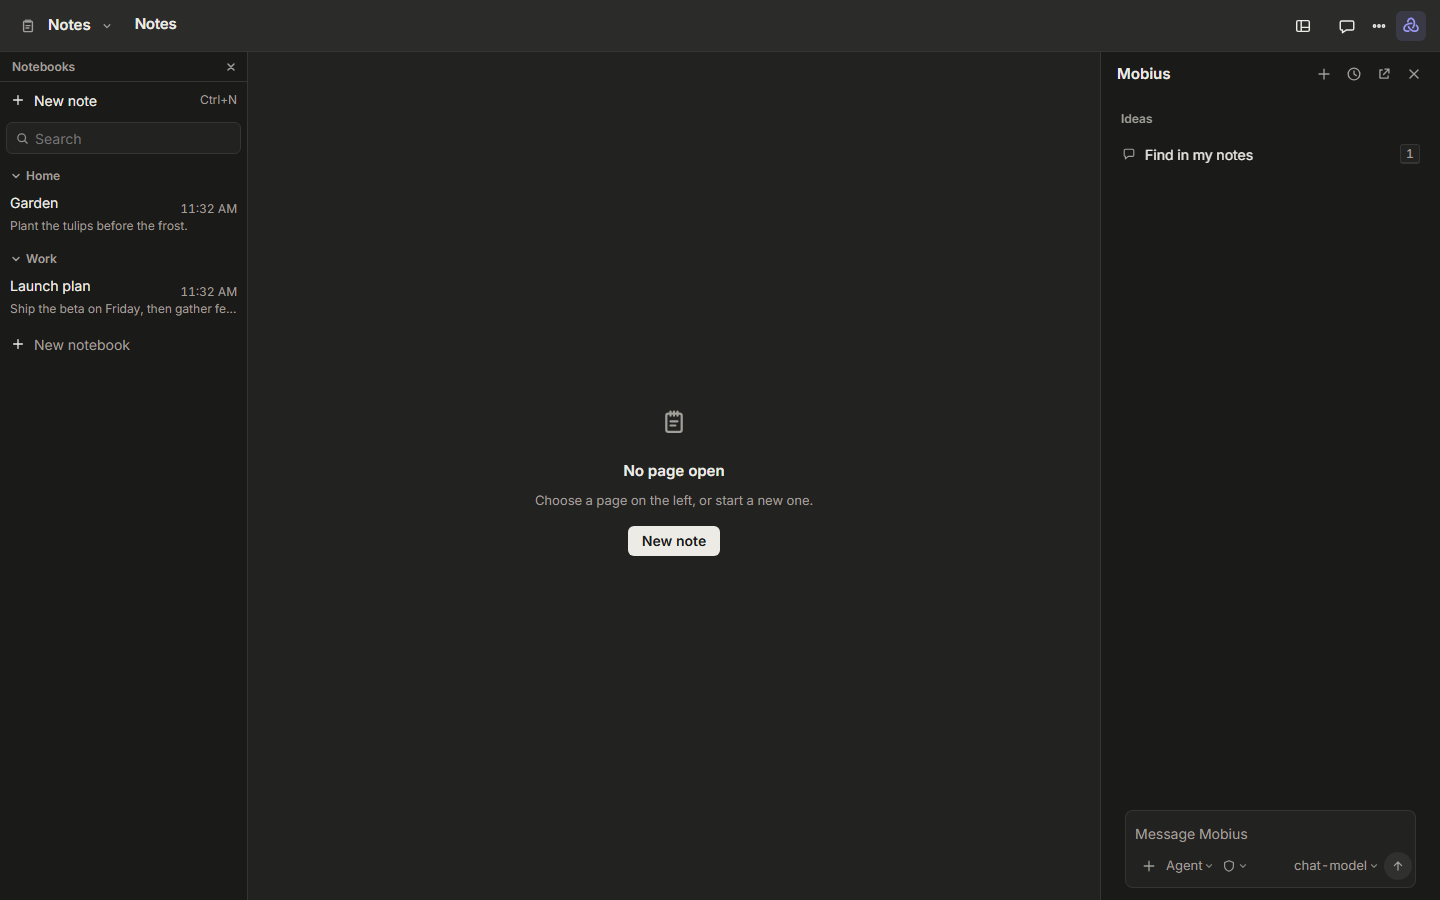 Notes
Notes
Notebooks
New note Ctrl+N
Search
Home
Garden 11:32 AM
Plant the tulips before the frost.
Work
Launch plan 11:32 AM
Ship the beta on Friday, then gather fe...
New notebook
No page open
Choose a page on the left, or start a new one.
New note
Mobius
Ideas
Find in my notes 1
Message Mobius
Agent chat-model